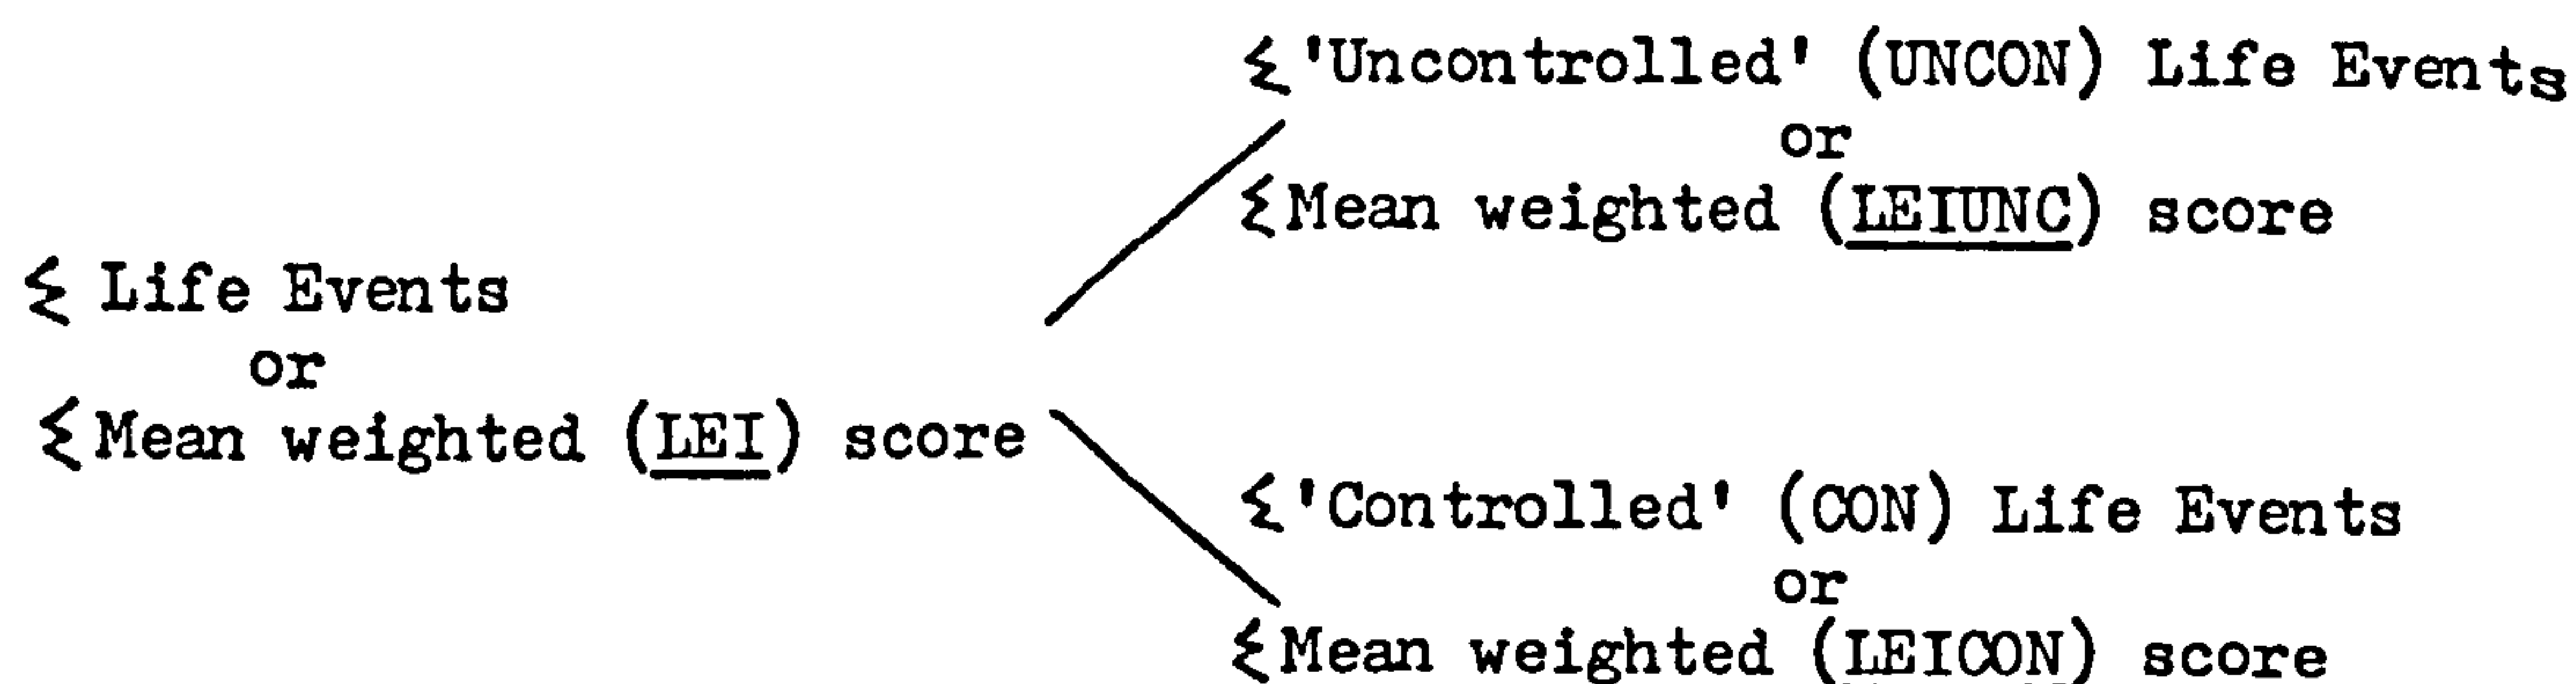 Σ 'Uncontrolled' (UNCON) Life Events
or
Σ Mean weighted (LEIUNC) score
Σ Life Events
or
Σ Mean weighted (LEI) score
Σ 'Controlled' (CON) Life Events
or
Σ Mean weighted (LEICON) score